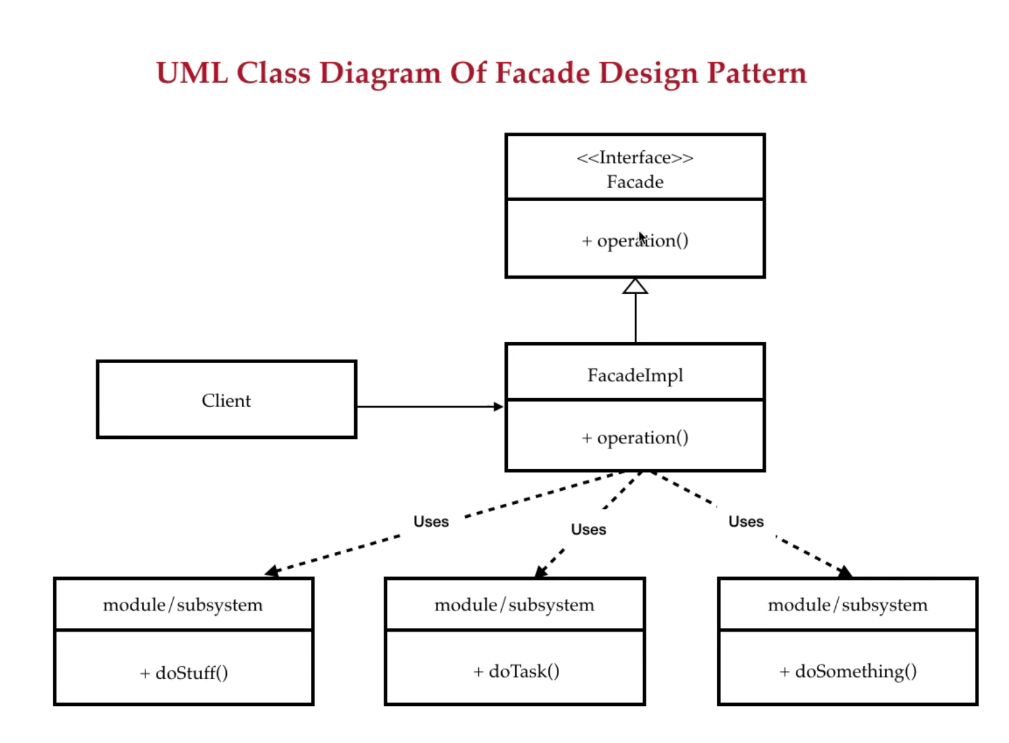 UML Class Diagram Of Facade Design Pattern
<<Interface>>
Facade
+ operation()
FacadeImpl
Client
+ operation()
Uses
Uses
Uses
module/subsystem
module/subsystem
module/subsystem
+ doStuff()
+ doTask()
+ doSomething()